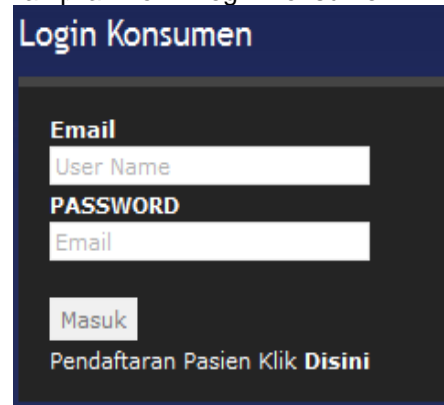 Login Konsumen
Email
User Name
PASSWORD
Email
Masuk
Pendaftaran Pasien Klik Disini